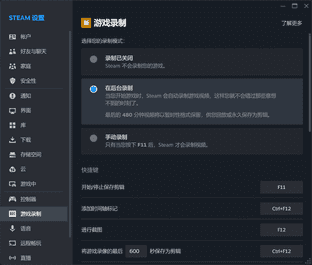 STEAM 设置
游戏录制
了解更多
账户
好友与聊天
家庭
安全性
通知
界面
库
下载
存储空间
云
游戏中
控制器
游戏录制
语音
远程畅玩
直播
选择您的录制模式:
录制已关闭
Steam 不会录制您的游戏。
在后台录制
当您开始游戏时,Steam 会自动录制游戏视频,这样您就不会错过那些意想不到的时刻了。
最后的 480 分钟视频将以暂时性格式保留,供您回放或永久保存为剪辑。
手动录制
只有当您按下 F11 后,Steam 才会录制视频。
快捷键
开始/停止保存剪辑
F11
添加时间轴标记
Ctrl+F12
进行截图
F12
将游戏录像的最后 600 秒保存为剪辑
Ctrl+F12